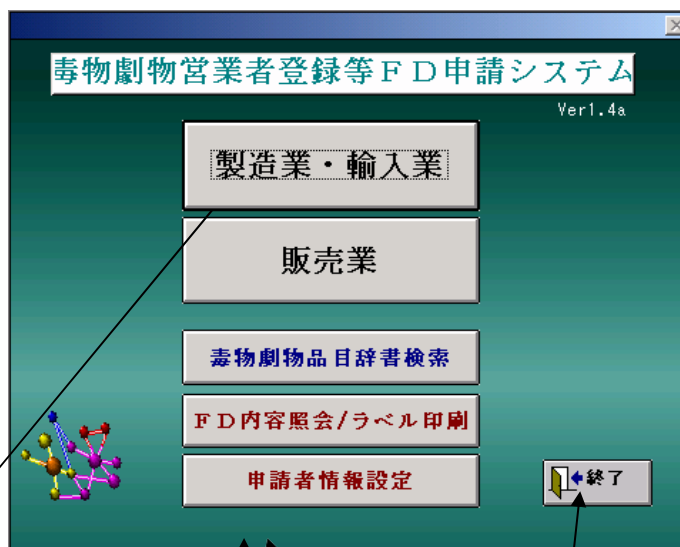 毒物劇物営業者登録等ＦＤ申請システム
Ver1.4a
製造業・輸入業
販売業
毒物劇物品目辞書検索
ＦＤ内容照会/ラベル印刷
申請者情報設定
終了